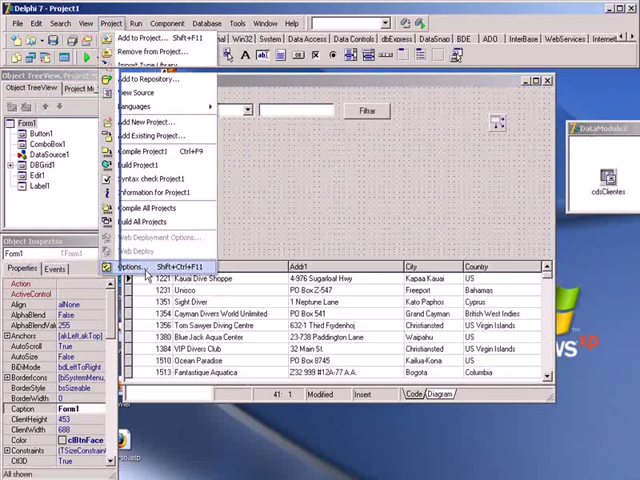 Delphi 7 - Project1
File Edit Search View Project Run Component Database Tools Window Help <None>
Win32 System Data Access Data Controls dbExpress DataSnap BDE ADO InterBase WebServices Internet
Add to Project... Shift+F11
Remove from Project...
Import Type Library...
Add to Repository...
View Source
Languages
Add New Project...
Add Existing Project...
Compile Project1 Ctrl+F9
Build Project1
Syntax check Project1
Information for Project1
Compile All Projects
Build All Projects
Web Deployment Options...
Web Deploy
Options... Shift+Ctrl+F11
Object TreeView
Form1
Button1
ComboBox1
DataSource1
DBGrid1
Edit1
Label1
Filtrar
DataModule2
cdsClientes
Object Inspector
Form1 TForm1
Properties Events
Action
ActiveControl
Align alNone
AlphaBlend False
AlphaBlendValue 255
Anchors [akLeft,akTop]
AutoScroll True
AutoSize False
BiDiMode bdLeftToRight
BorderIcons [biSystemMenu,
BorderStyle bsSizeable
BorderWidth 0
Caption Form1
ClientHeight 453
ClientWidth 688
Color clBtnFace
Constraints (TSizeConstraint
Ctl3D True
All shown
Addr1 City Country
1221 Kauai Dive Shoppe 4-976 Sugarloaf Hwy Kapaa Kauai US
1231 Unisco PO Box Z-547 Freeport Bahamas
1351 Sight Diver 1 Neptune Lane Kato Paphos Cyprus
1354 Cayman Divers World Unlimited PO Box 541 Grand Cayman British West Indies
1356 Tom Sawyer Diving Centre 632-1 Third Frydenhoj Christiansted US Virgin Islands
1380 Blue Jack Aqua Center 23-738 Paddington Lane Waipahu US
1384 VIP Divers Club 32 Main St. Christiansted US Virgin Islands
1510 Ocean Paradise PO Box 8745 Kailua-Kona US
1513 Fantastique Aquatica Z32 999 #12A-77 A.A. Bogota Columbia
41: 1 Modified Insert Code Diagram
ws xp